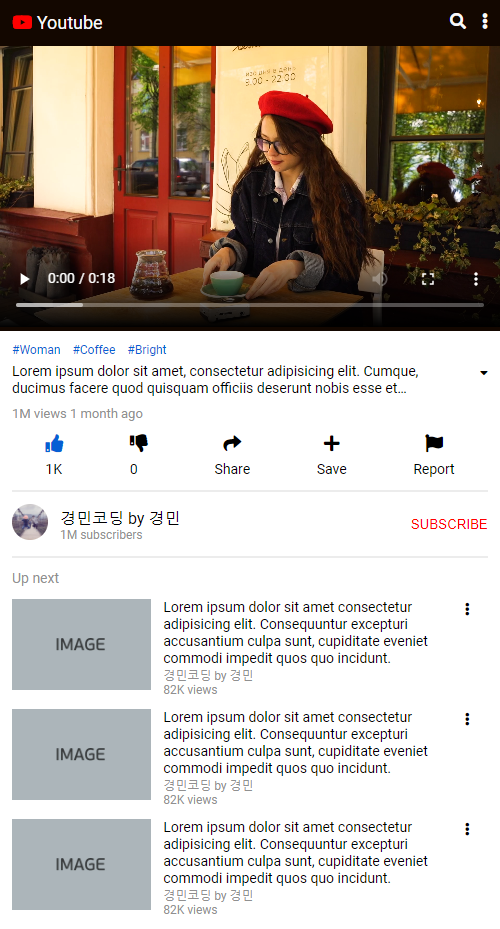 Youtube
8.00 - 22.00
0:00 / 0:18
#Woman #Coffee #Bright
Lorem ipsum dolor sit amet, consectetur adipisicing elit. Cumque,
ducimus facere quod quisquam officiis deserunt nobis esse et…
1M views 1 month ago
1K 0 Share Save Report
경민코딩 by 경민
1M subscribers
SUBSCRIBE
Up next
IMAGE
Lorem ipsum dolor sit amet consectetur
adipisicing elit. Consequuntur excepturi
accusantium culpa sunt, cupiditate eveniet
commodi impedit quos quo incidunt.
경민코딩 by 경민
82K views
IMAGE
Lorem ipsum dolor sit amet consectetur
adipisicing elit. Consequuntur excepturi
accusantium culpa sunt, cupiditate eveniet
commodi impedit quos quo incidunt.
경민코딩 by 경민
82K views
IMAGE
Lorem ipsum dolor sit amet consectetur
adipisicing elit. Consequuntur excepturi
accusantium culpa sunt, cupiditate eveniet
commodi impedit quos quo incidunt.
경민코딩 by 경민
82K views